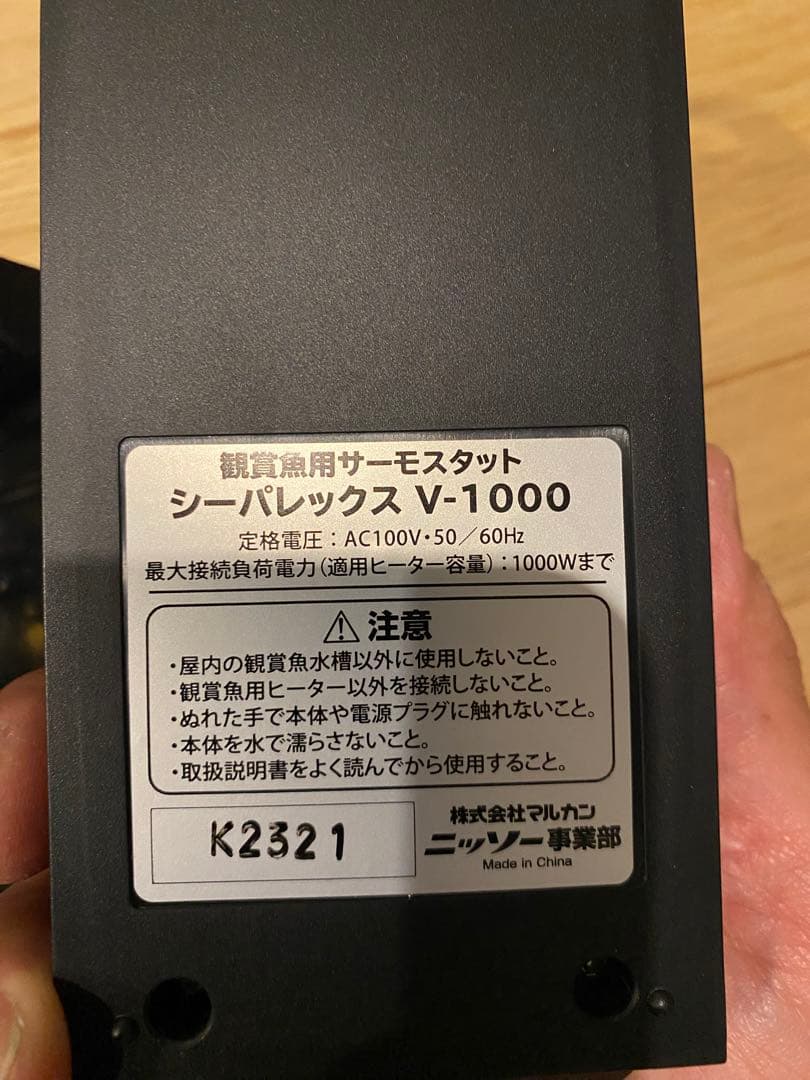 観賞魚用サーモスタット
シーパレックス V-1000
定格電圧：AC100V・50／60Hz
最大接続負荷電力（適用ヒーター容量）：1000Wまで
⚠ 注意
・屋内の観賞魚水槽以外に使用しないこと。
・観賞魚用ヒーター以外を接続しないこと。
・ぬれた手で本体や電源プラグに触れないこと。
・本体を水で濡らさないこと。
・取扱説明書をよく読んでから使用すること。
K2321
株式会社マルカン
ニッソー事業部
Made in China